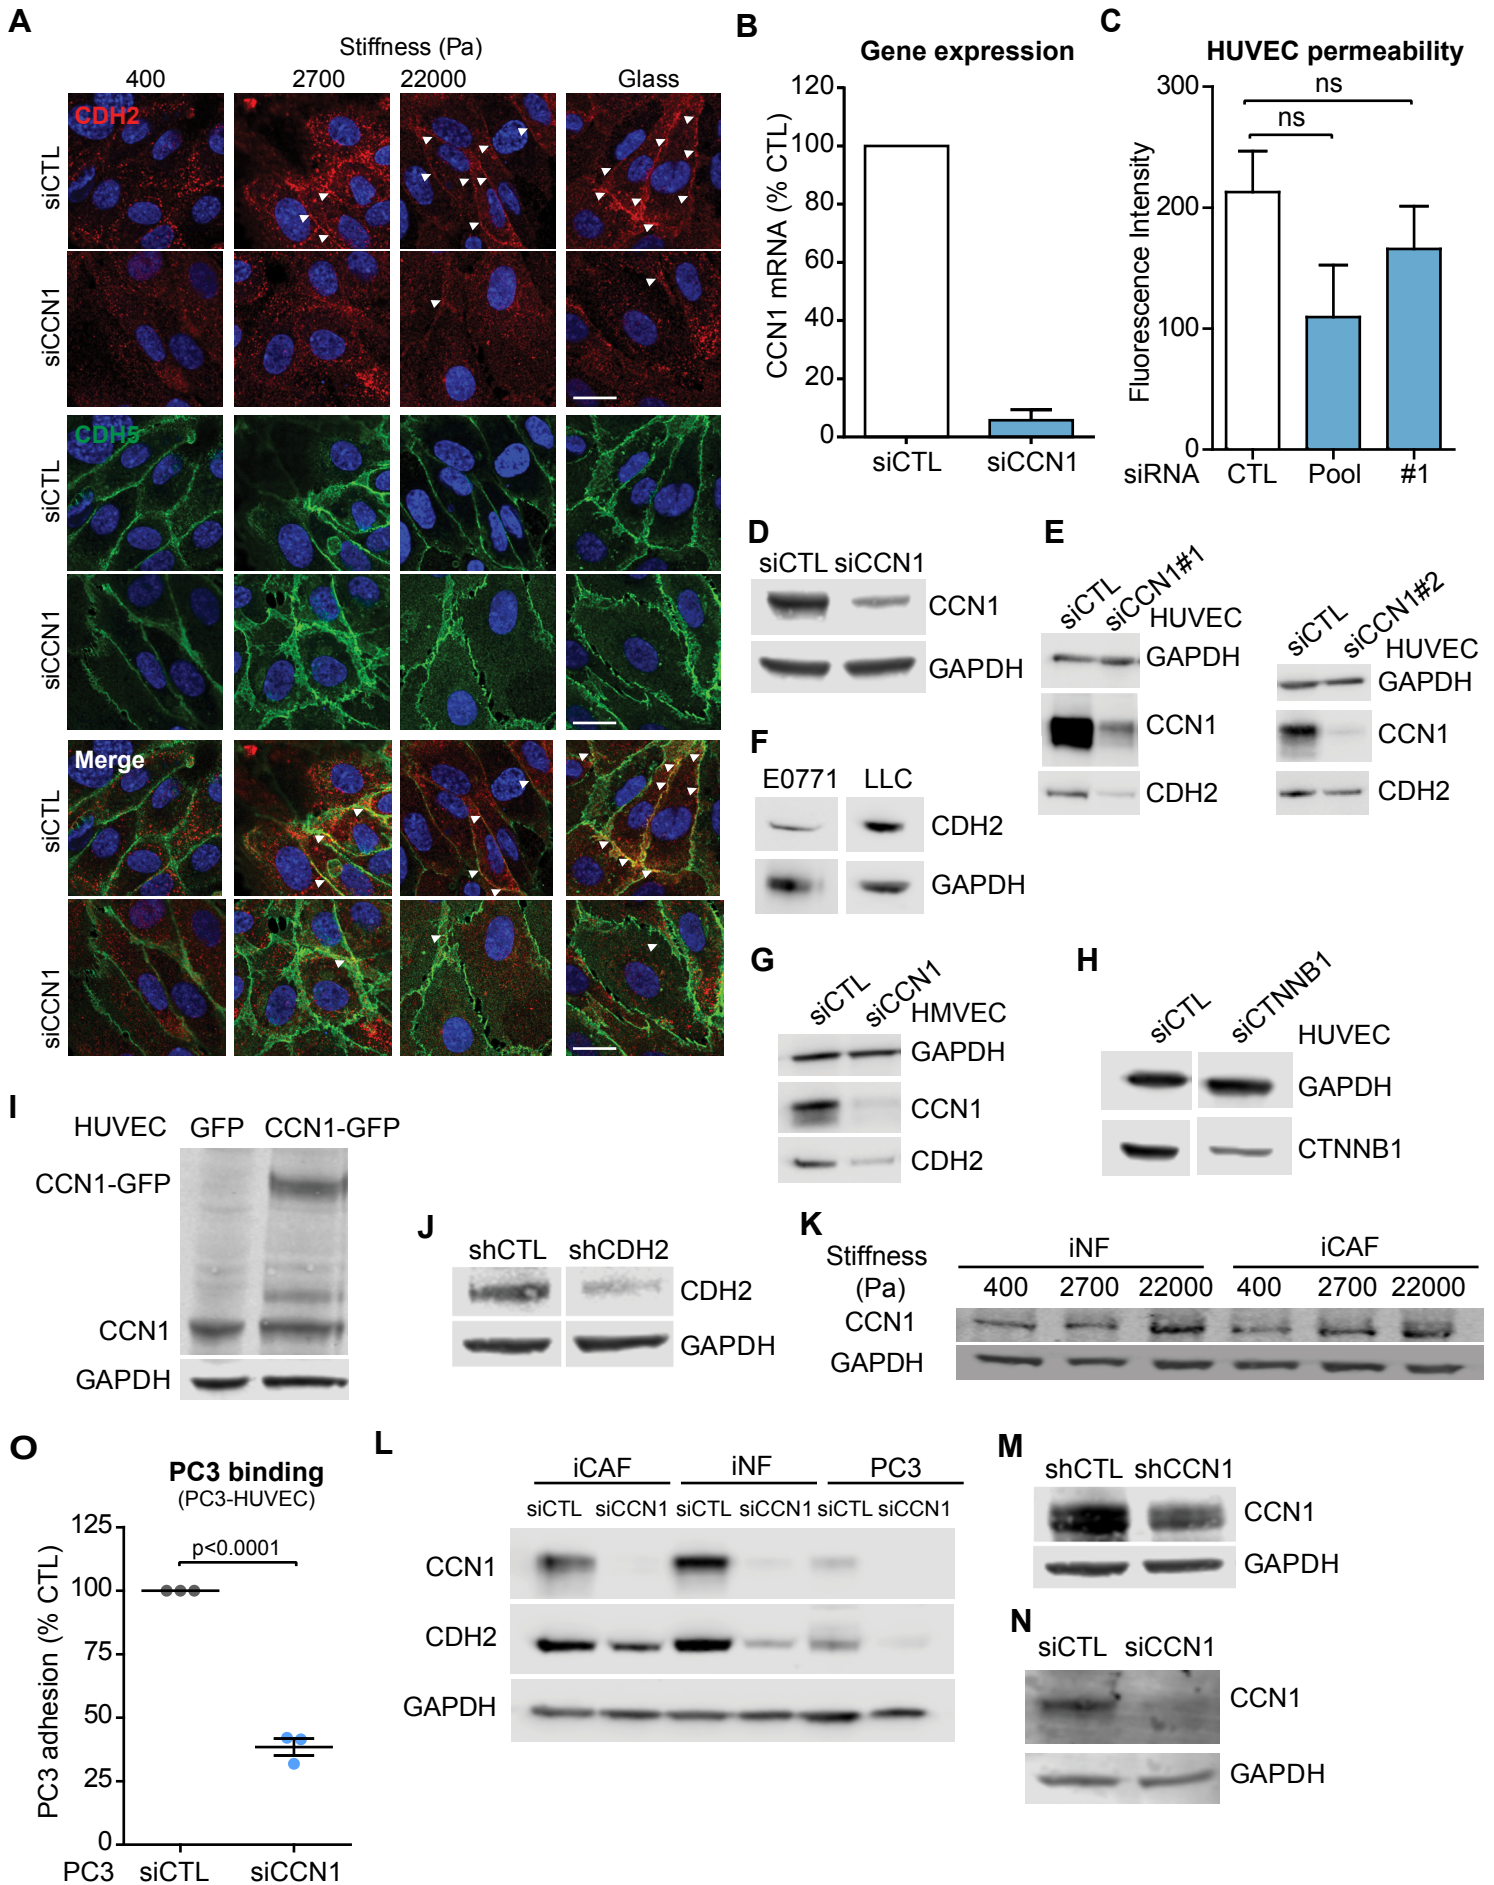 A
Stiffness (Pa)
400 2700 22000 Glass
CDH2
siCTL
siCCN1
CDH5
siCTL
siCCN1
Merge
siCTL
siCCN1
B
Gene expression
CCN1 mRNA (% CTL)
120
100
80
60
40
20
0
siCTL siCCN1
C
HUVEC permeability
Fluorescence Intensity
300
200
100
0
ns
ns
siRNA CTL Pool #1
D
siCTL siCCN1
CCN1
GAPDH
E
siCTL siCCN1#1 HUVEC
GAPDH
CCN1
CDH2
siCTL siCCN1#2 HUVEC
GAPDH
CCN1
CDH2
F
E0771 LLC
CDH2
GAPDH
G
siCTL siCCN1 HMVEC
GAPDH
CCN1
CDH2
H
siCTL siCTNNB1
HUVEC
GAPDH
CTNNB1
I
HUVEC GFP CCN1-GFP
CCN1-GFP
CCN1
GAPDH
J
shCTL shCDH2
CDH2
GAPDH
K
Stiffness (Pa)
iNF iCAF
400 2700 22000 400 2700 22000
CCN1
GAPDH
L
iCAF iNF PC3
siCTL siCCN1 siCTL siCCN1 siCTL siCCN1
CCN1
CDH2
GAPDH
M
shCTL shCCN1
CCN1
GAPDH
N
siCTL siCCN1
CCN1
GAPDH
O
PC3 binding
(PC3-HUVEC)
PC3 adhesion (% CTL)
125
100
75
50
25
0
p<0.0001
PC3 siCTL siCCN1